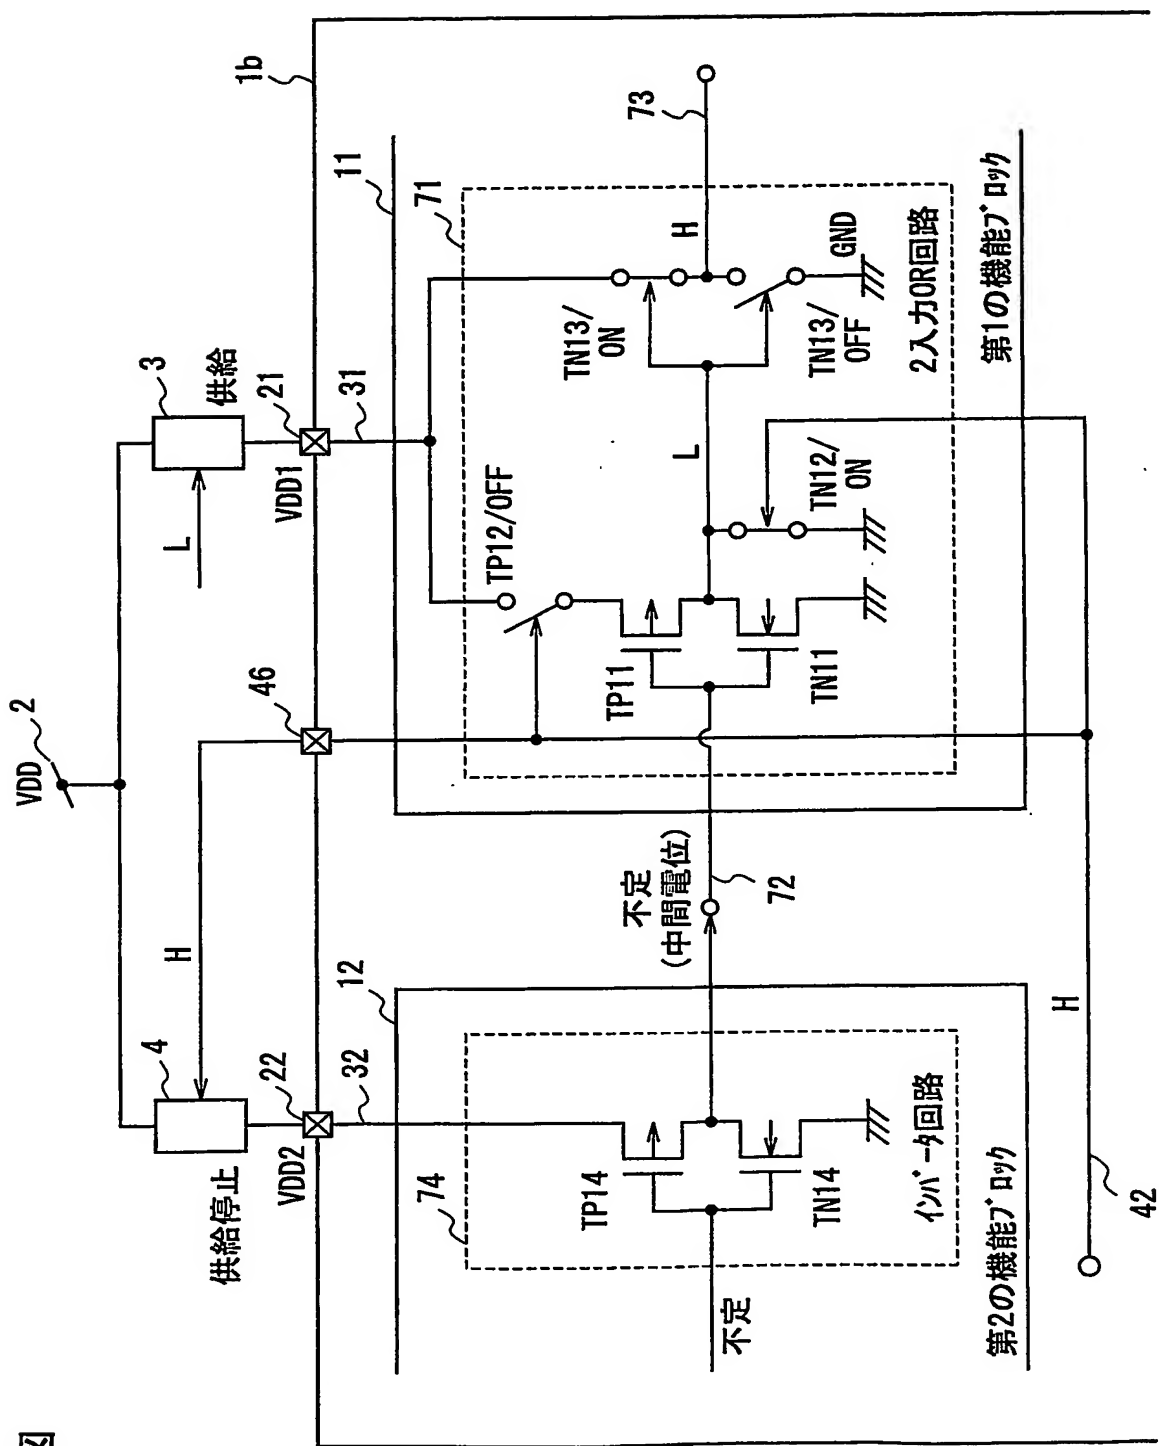 VDD
2
供給停止
4
H
3
L
供給
22
VDD2
32
46
21
VDD1
31
1b
12
11
74
71
TP14
TN14
インバータ回路
第2の機能ブロック
不定
不定
(中間電位)
72
TP12/OFF
TP11
TN11
L
TN12/
ON
TN13/
ON
TN13/
OFF
H
GND
73
2入力OR回路
第1の機能ブロック
H
42
図